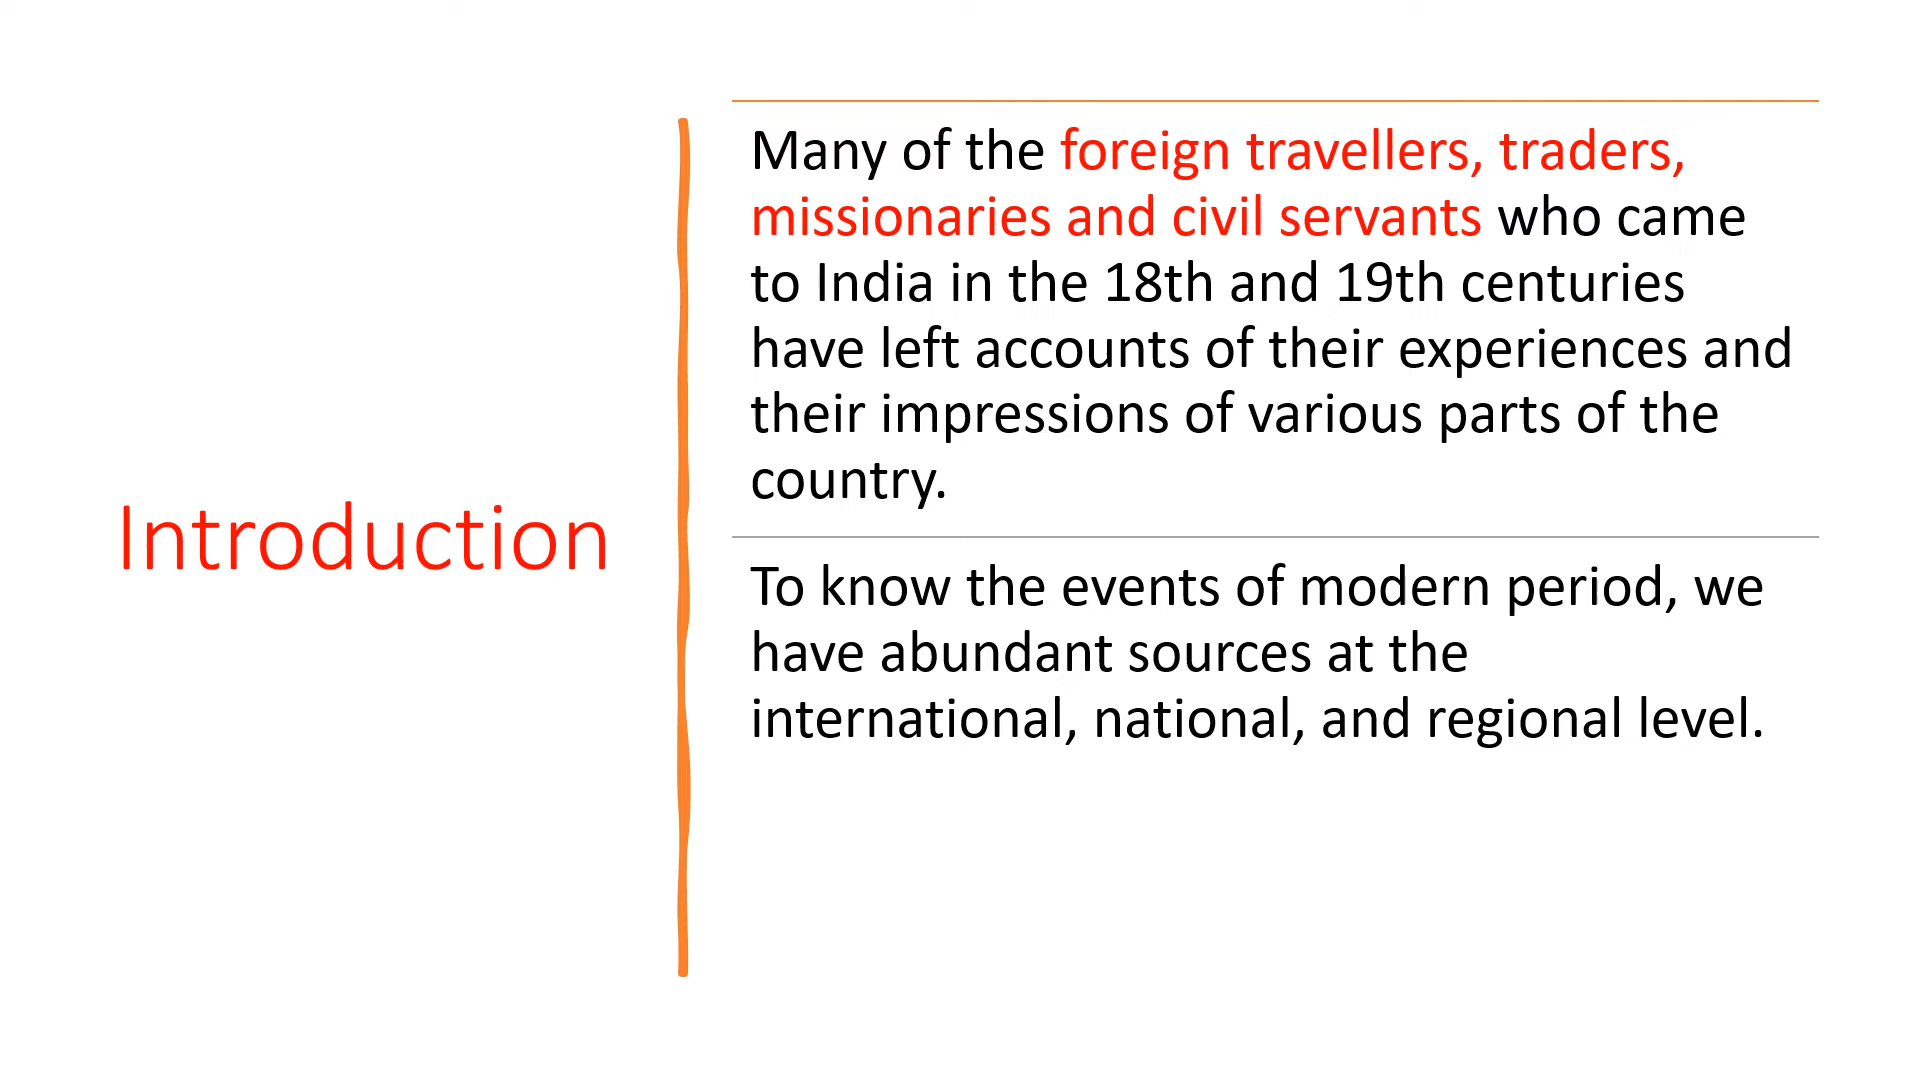 Introduction
Many of the foreign travellers, traders,
missionaries and civil servants who came
to India in the 18th and 19th centuries
have left accounts of their experiences and
their impressions of various parts of the
country.
To know the events of modern period, we
have abundant sources at the
international, national, and regional level.